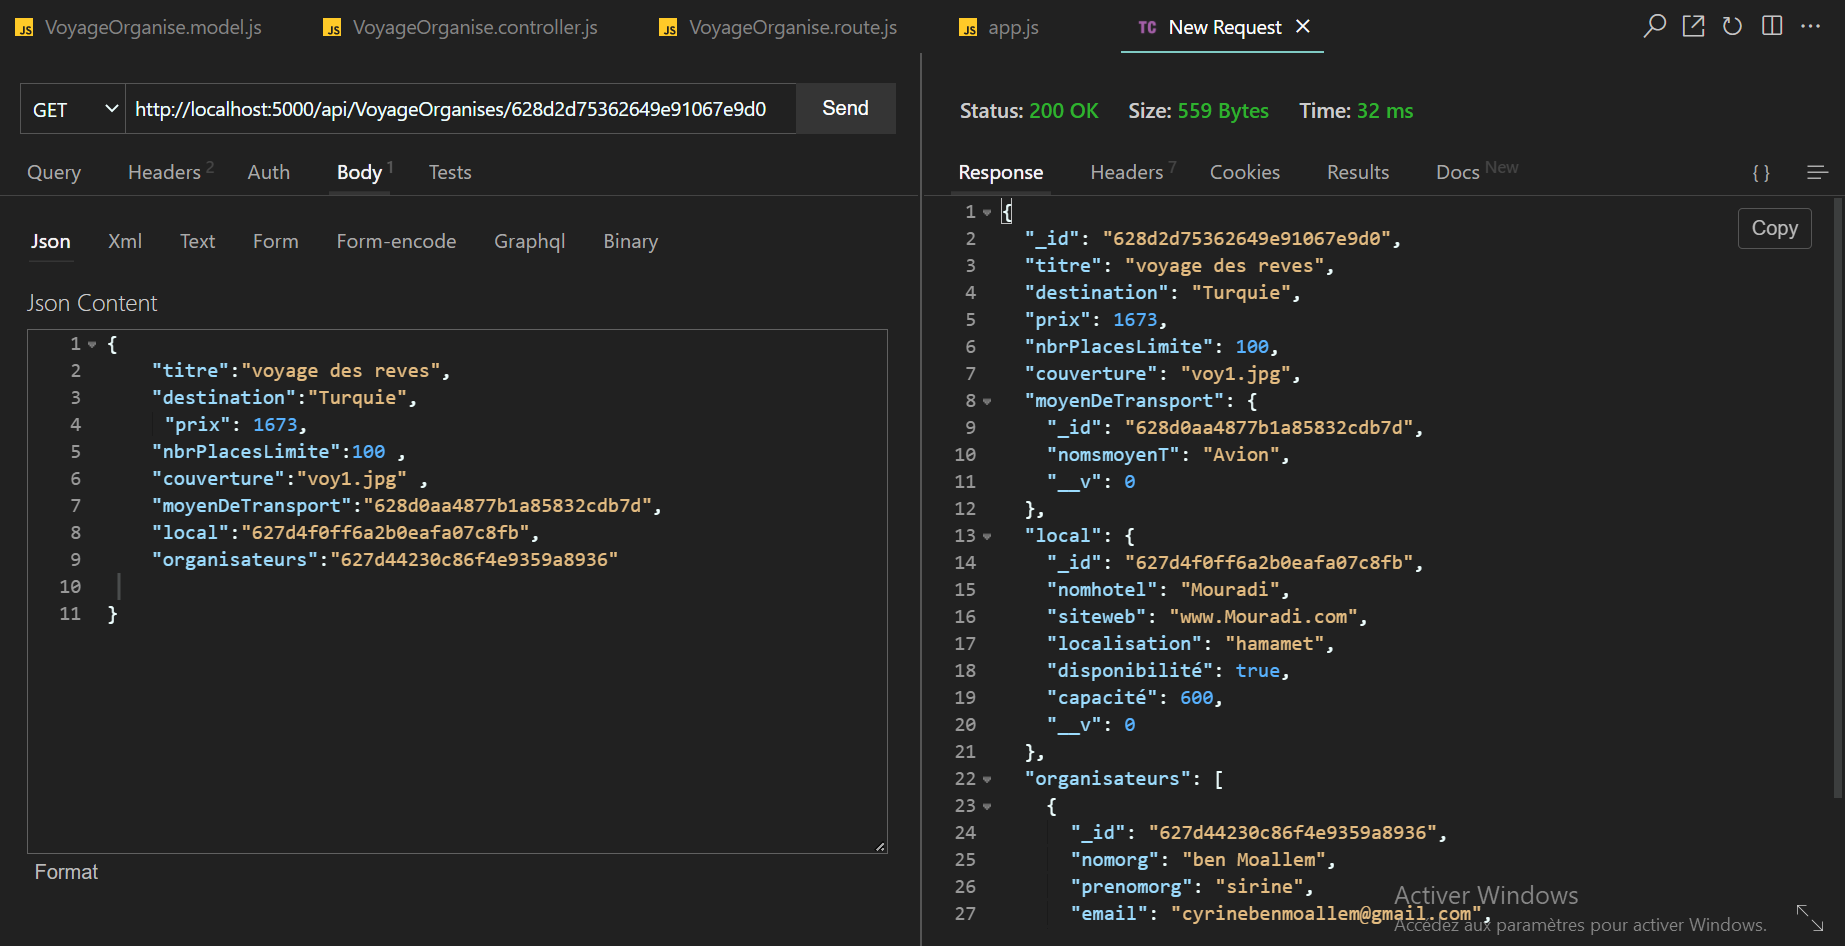 JS VoyageOrganise.model.js JS VoyageOrganise.controller.js JS VoyageOrganise.route.js JS app.js TC New Request
GET http://localhost:5000/api/VoyageOrganises/628d2d75362649e91067e9d0 Send
Query Headers 2 Auth Body 1 Tests
Json Xml Text Form Form-encode Graphql Binary
Json Content
1 {
2 "titre":"voyage des reves",
3 "destination":"Turquie",
4 "prix": 1673,
5 "nbrPlacesLimite":100 ,
6 "couverture":"voy1.jpg" ,
7 "moyenDeTransport":"628d0aa4877b1a85832cdb7d",
8 "local":"627d4f0ff6a2b0eafa07c8fb",
9 "organisateurs":"627d44230c86f4e9359a8936"
10
11 }
Format
Status: 200 OK Size: 559 Bytes Time: 32 ms
Response Headers 7 Cookies Results Docs New { }
Copy
1 {
2 "_id": "628d2d75362649e91067e9d0",
3 "titre": "voyage des reves",
4 "destination": "Turquie",
5 "prix": 1673,
6 "nbrPlacesLimite": 100,
7 "couverture": "voy1.jpg",
8 "moyenDeTransport": {
9 "_id": "628d0aa4877b1a85832cdb7d",
10 "nomsmoyenT": "Avion",
11 "__v": 0
12 },
13 "local": {
14 "_id": "627d4f0ff6a2b0eafa07c8fb",
15 "nomhotel": "Mouradi",
16 "siteweb": "www.Mouradi.com",
17 "localisation": "hamamet",
18 "disponibilité": true,
19 "capacité": 600,
20 "__v": 0
21 },
22 "organisateurs": [
23 {
24 "_id": "627d44230c86f4e9359a8936",
25 "nomorg": "ben Moallem",
26 "prenomorg": "sirine",
27 "email": "cyrinebenmoallem@gmail.com",
Activer Windows
Accédez aux paramètres pour activer Windows.